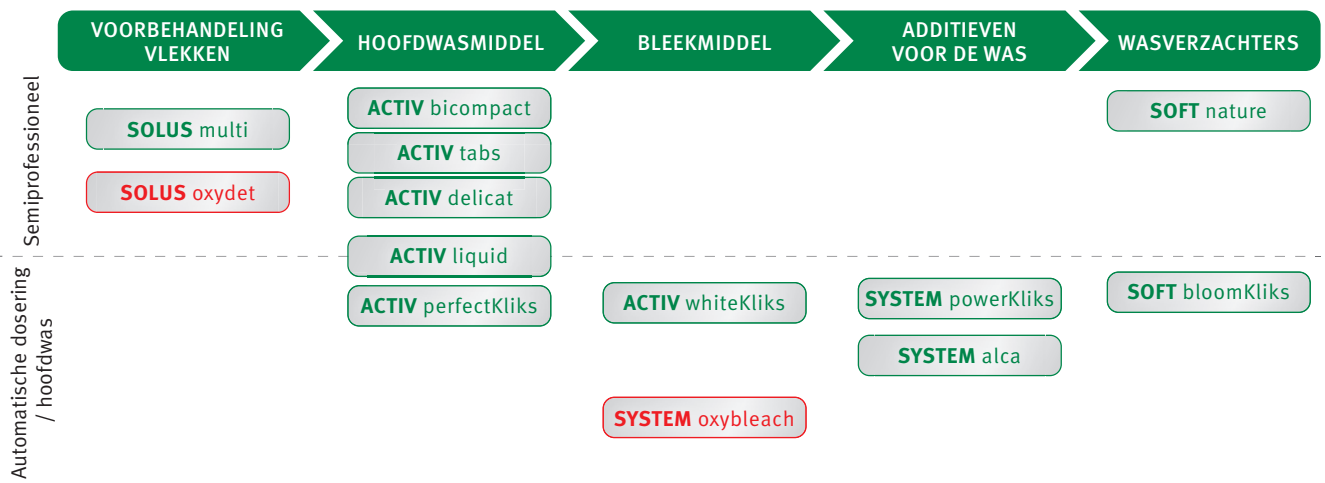 VOORBEHANDELING
VLEKKEN
HOOFDWASMIDDEL
BLEEKMIDDEL
ADDITIEVEN
VOOR DE WAS
WASVERZACHTERS
Semiprofessioneel
SOLUS multi
SOLUS oxydet
ACTIV bicompact
ACTIV tabs
ACTIV delicat
ACTIV liquid
SOFT nature
Automatische dosering
/ hoofdwas
ACTIV perfectKliks
ACTIV whiteKliks
SYSTEM oxybleach
SYSTEM powerKliks
SYSTEM alca
SOFT bloomKliks